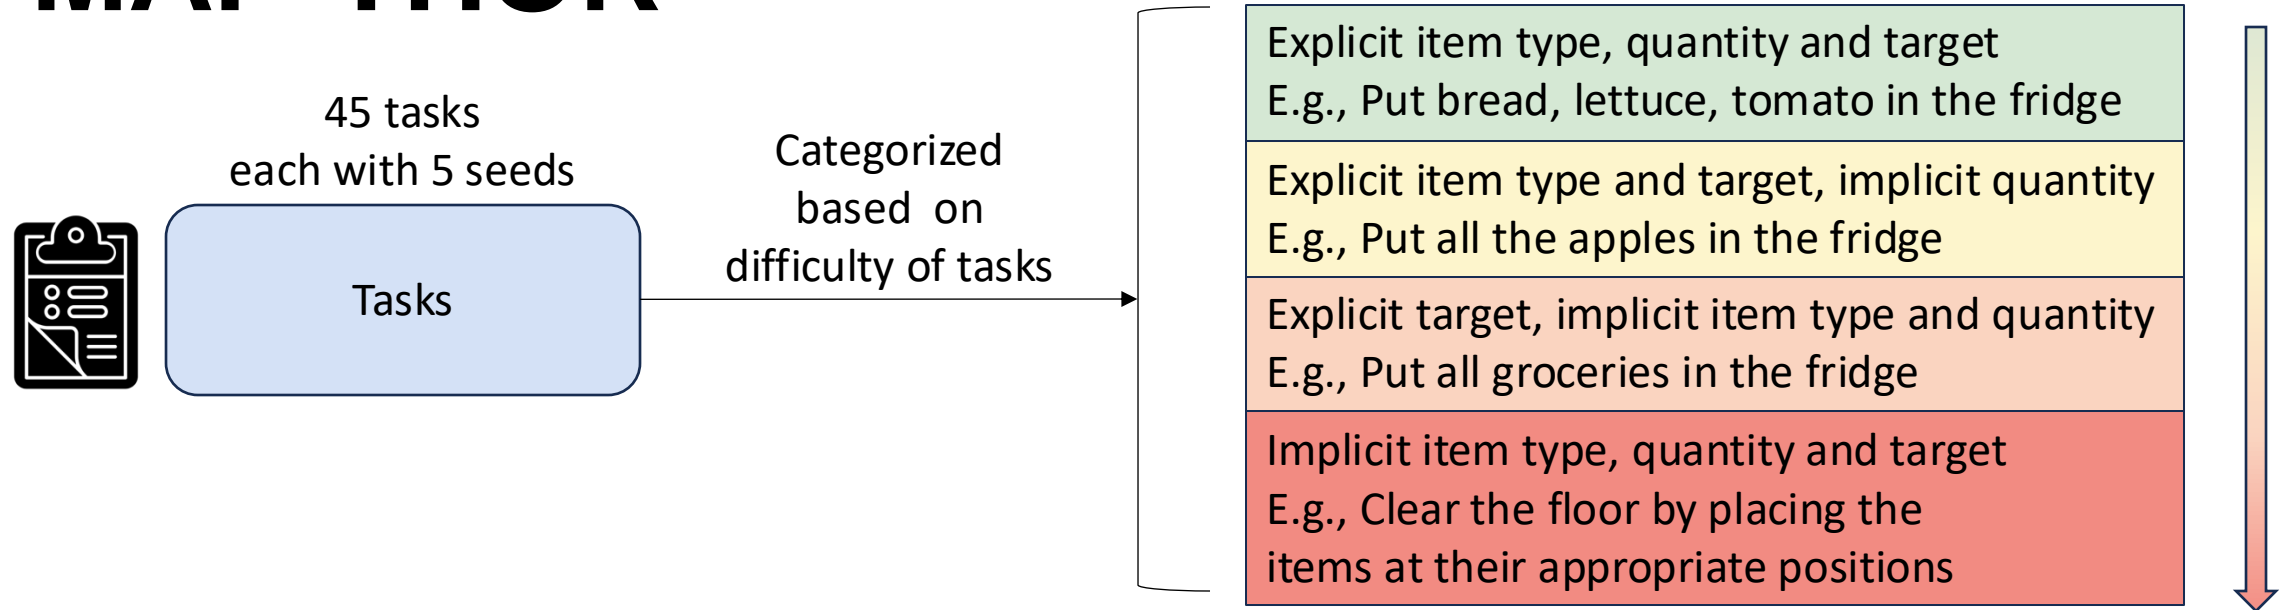 MAP-THOR
45 tasks
each with 5 seeds
Tasks
Categorized
based on
difficulty of tasks
Explicit item type, quantity and target
E.g., Put bread, lettuce, tomato in the fridge
Explicit item type and target, implicit quantity
E.g., Put all the apples in the fridge
Explicit target, implicit item type and quantity
E.g., Put all groceries in the fridge
Implicit item type, quantity and target
E.g., Clear the floor by placing the
items at their appropriate positions